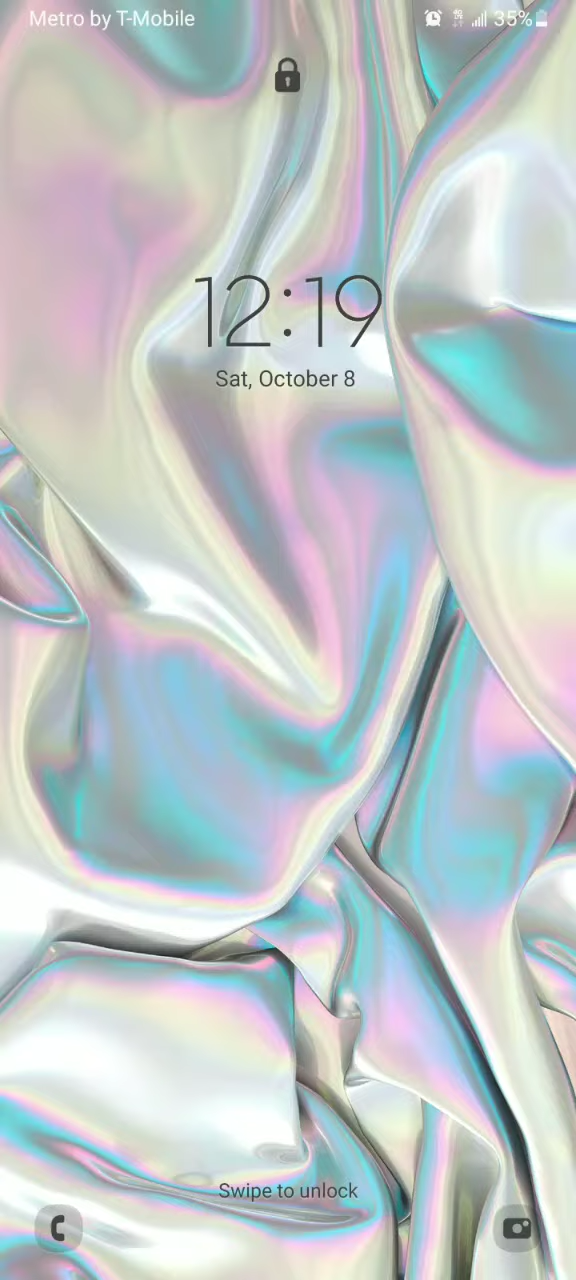 Metro by T-Mobile
35%
12:19
Sat, October 8
Swipe to unlock